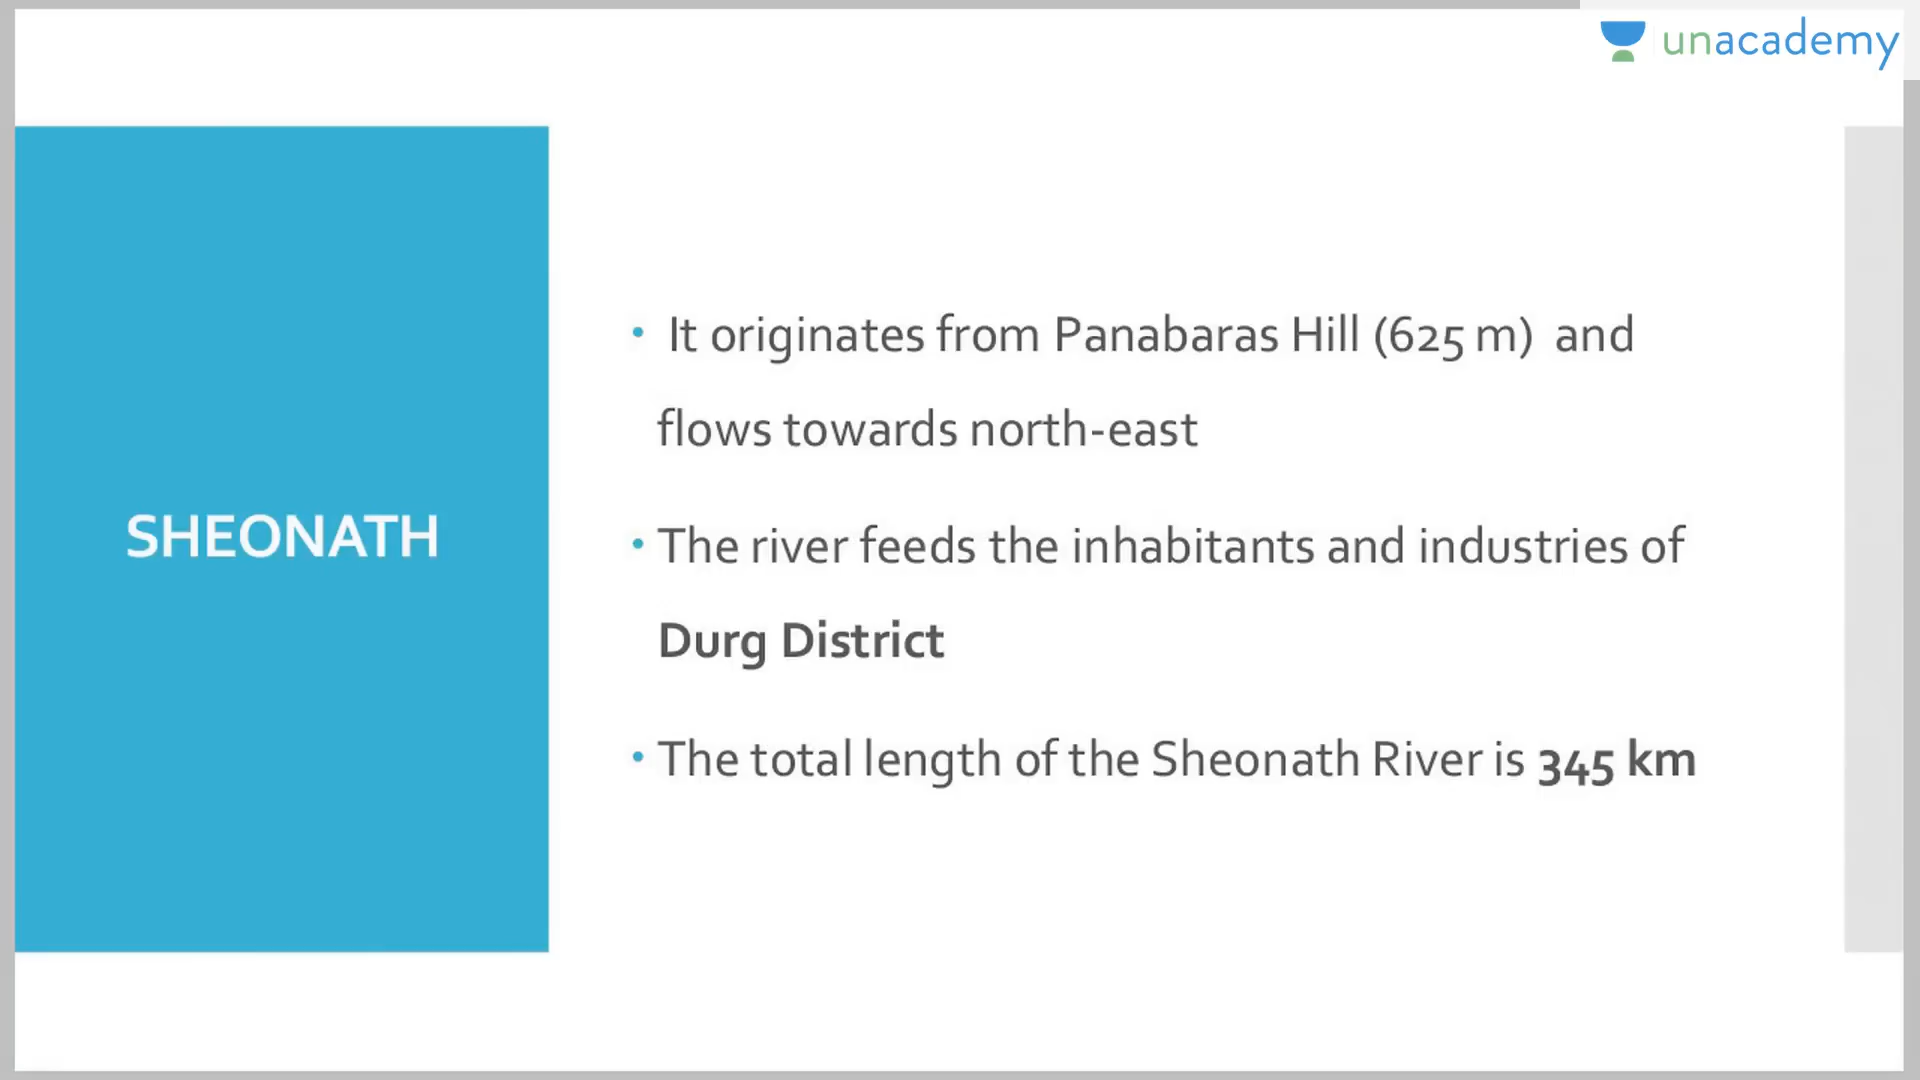 unacademy
SHEONATH
• It originates from Panabaras Hill (625 m) and
flows towards north-east
• The river feeds the inhabitants and industries of
Durg District
• The total length of the Sheonath River is 345 km